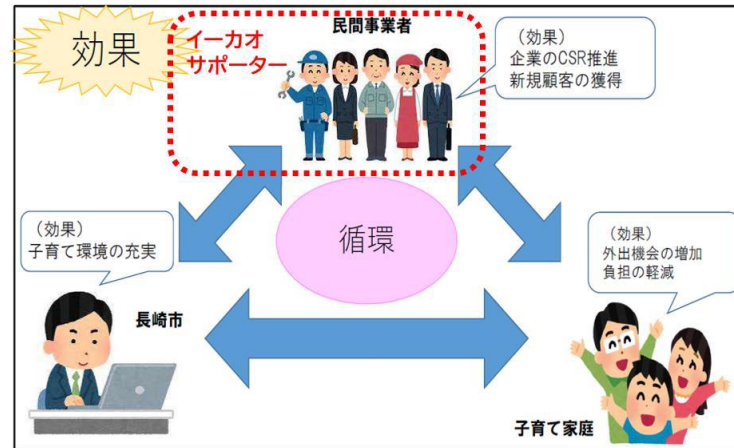 効果
イーカオ
サポーター
民間事業者
（効果）
企業のCSR推進
新規顧客の獲得
循環
（効果）
子育て環境の充実
長崎市
（効果）
外出機会の増加
負担の軽減
子育て家庭